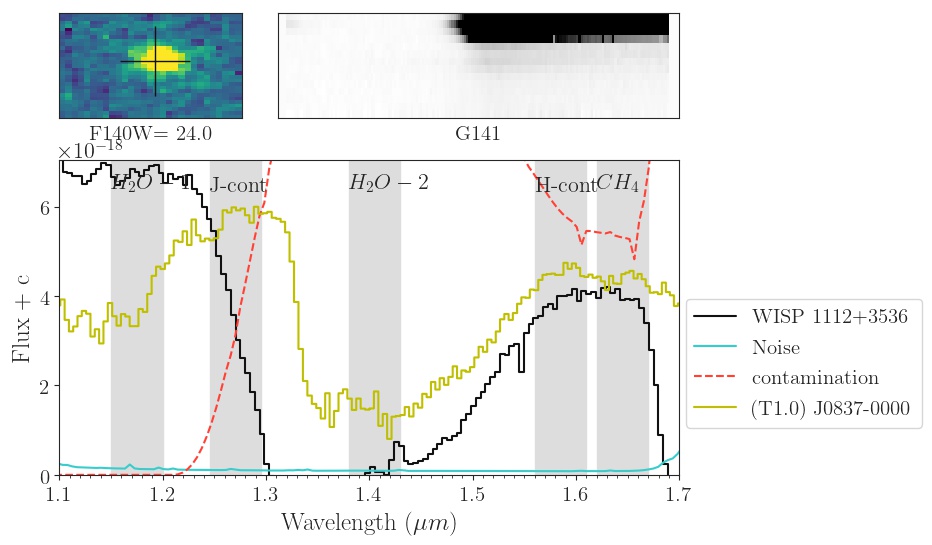 F140W= 24.0
G141
×10⁻¹⁸
H₂O − 1
J-cont
H₂O − 2
H-cont
CH₄
6
4
2
0
Flux + c
1.1 1.2 1.3 1.4 1.5 1.6 1.7
Wavelength (μm)
WISP 1112+3536
Noise
contamination
(T1.0) J0837-0000